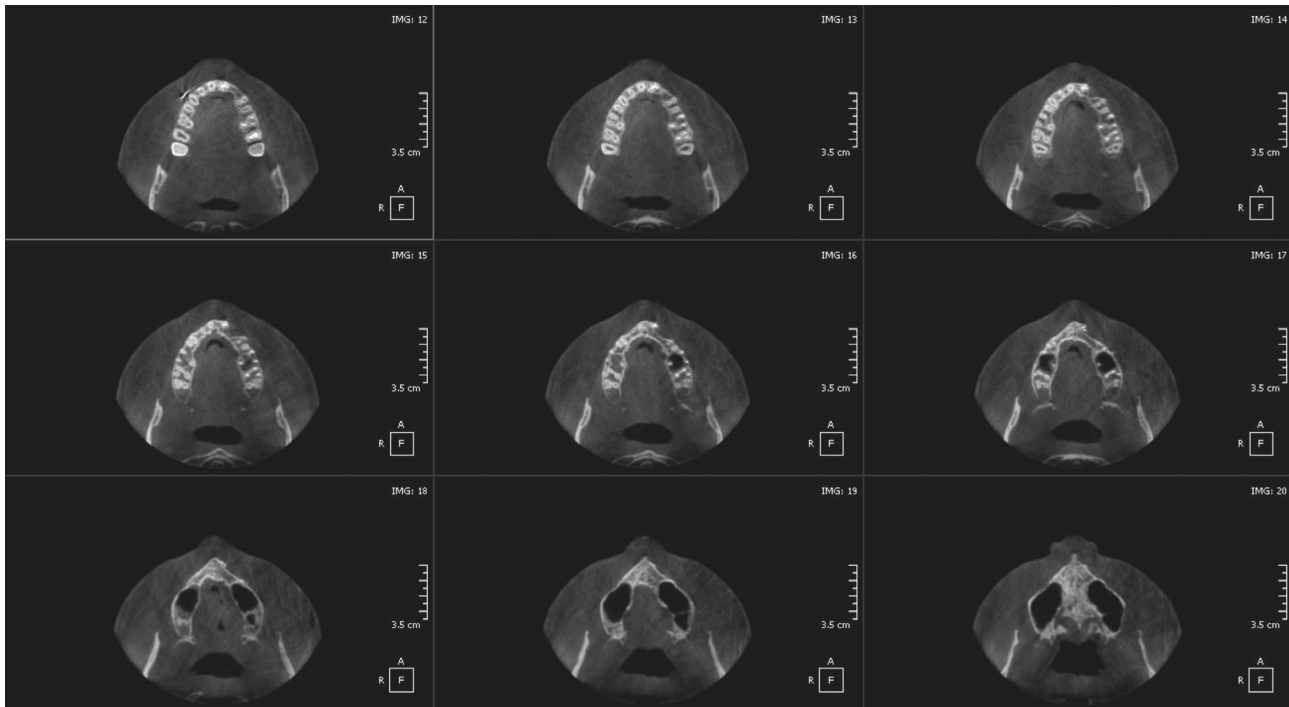 IMG: 12
3.5 cm
A
R F
IMG: 13
3.5 cm
A
R F
IMG: 14
3.5 cm
A
R F
IMG: 15
3.5 cm
A
R F
IMG: 16
3.5 cm
A
R F
IMG: 17
3.5 cm
A
R F
IMG: 18
3.5 cm
A
R F
IMG: 19
3.5 cm
A
R F
IMG: 20
3.5 cm
A
R F